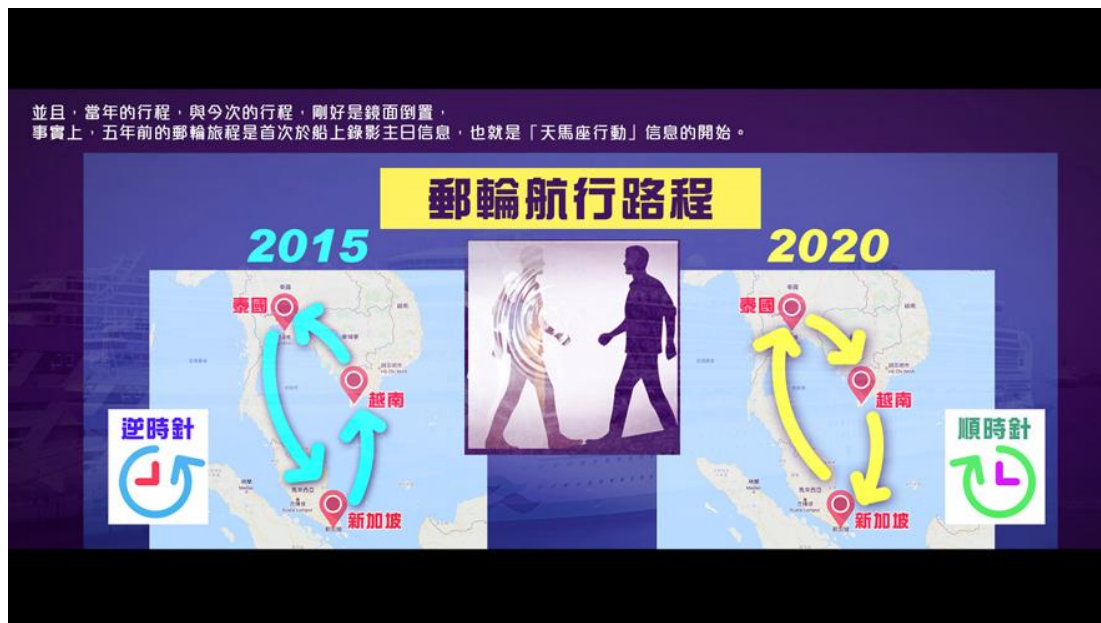 並且，當年的行程，與今次的行程，剛好是鏡面倒置，
事實上，五年前的郵輪旅程是首次於船上錄影主日信息，也就是「天馬座行動」信息的開始。
郵輪航行路程
2015
2020
泰國
越南
新加坡
逆時針
泰國
越南
新加坡
順時針